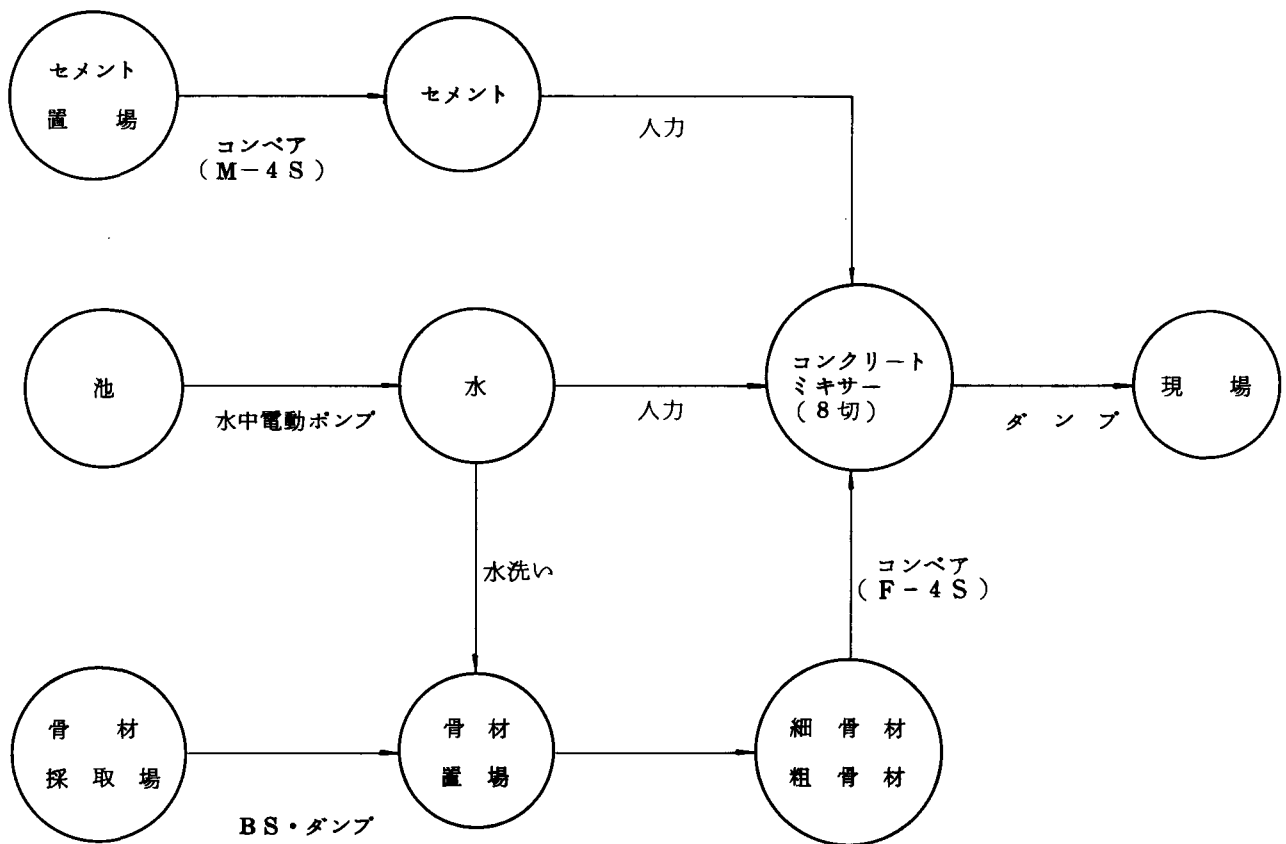 セメント
置場
セメント
コンベア
(M-4S)
人力
池
水中電動ポンプ
水
人力
コンクリート
ミキサー
(8切)
ダンプ
現場
水洗い
コンベア
(F-4S)
骨材
採取場
BS・ダンプ
骨材
置場
細骨材
粗骨材